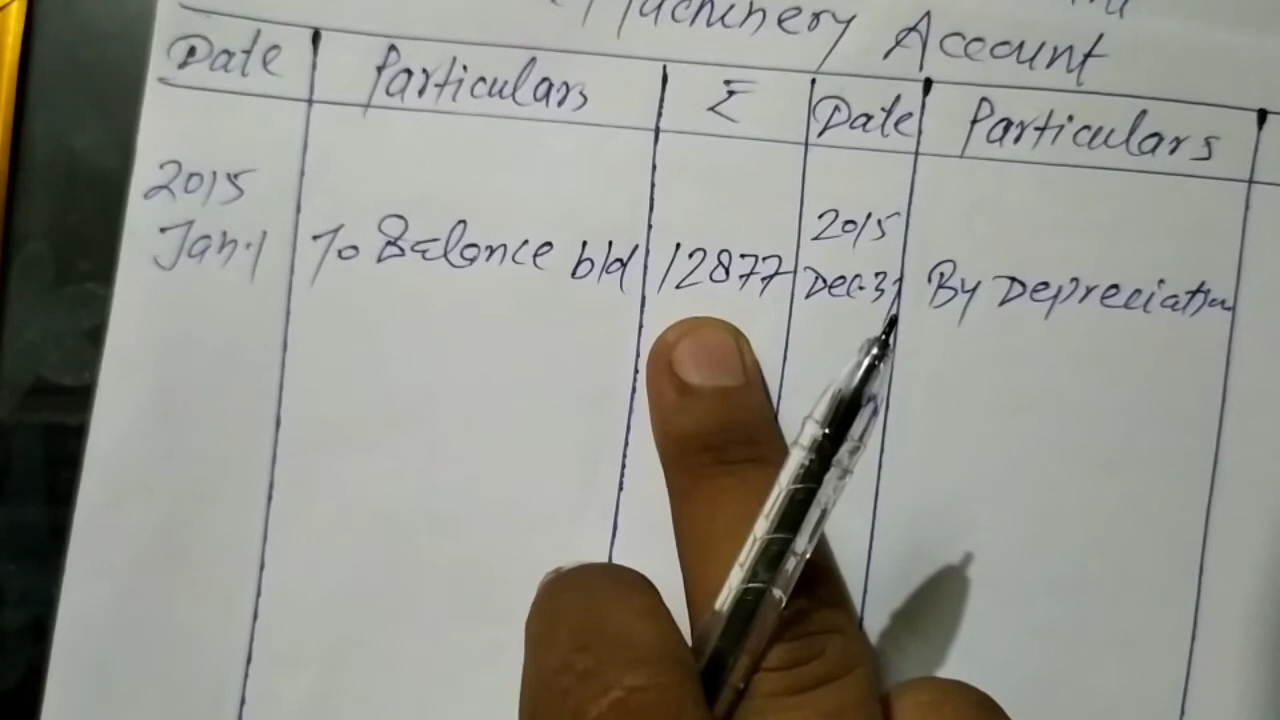 Machinery Account
Date Particulars ₹ Date Particulars
2015 2015
Jan.1 To Balance b/d 12877 Dec.31 By Depreciation